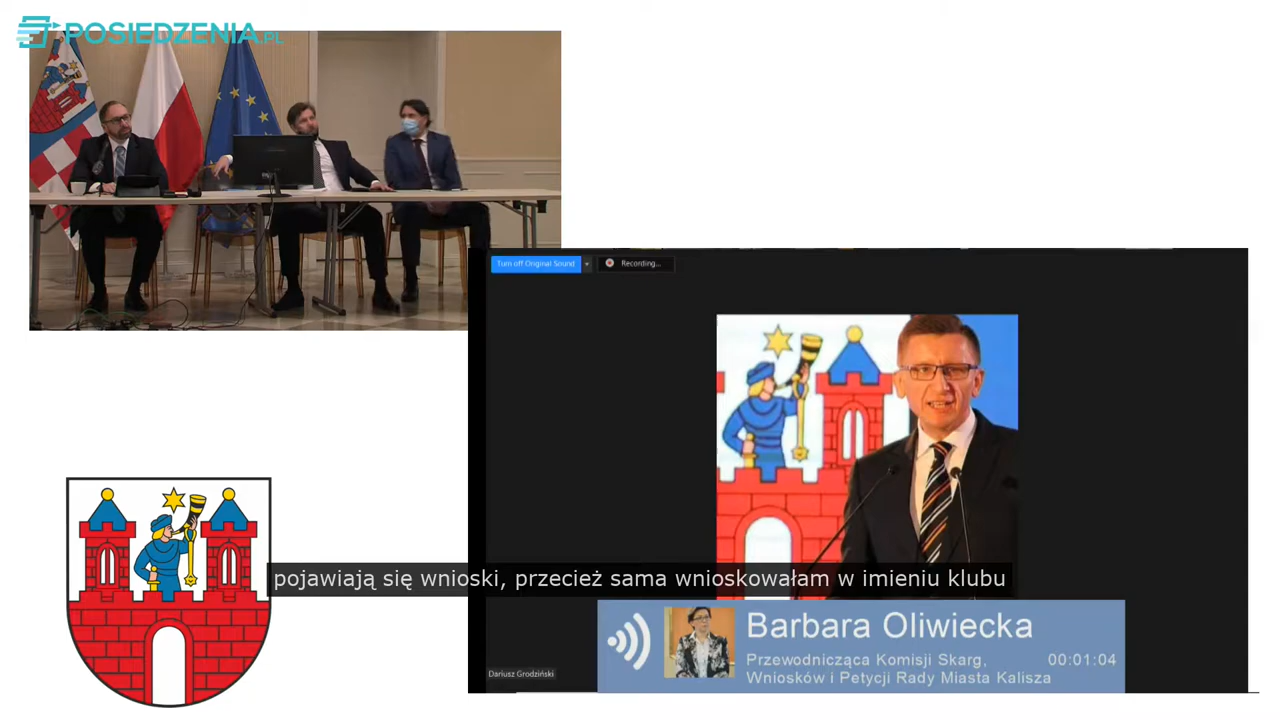 POSIEDZENIA.PL
Turn off Original Sound
Recording...
pojawiają się wnioski, przecież sama wnioskowałam w imieniu klubu
Barbara Oliwiecka
Przewodnicząca Komisji Skarg,
00:01:04
Wniosków i Petycji Rady Miasta Kalisza
Dariusz Grodziński